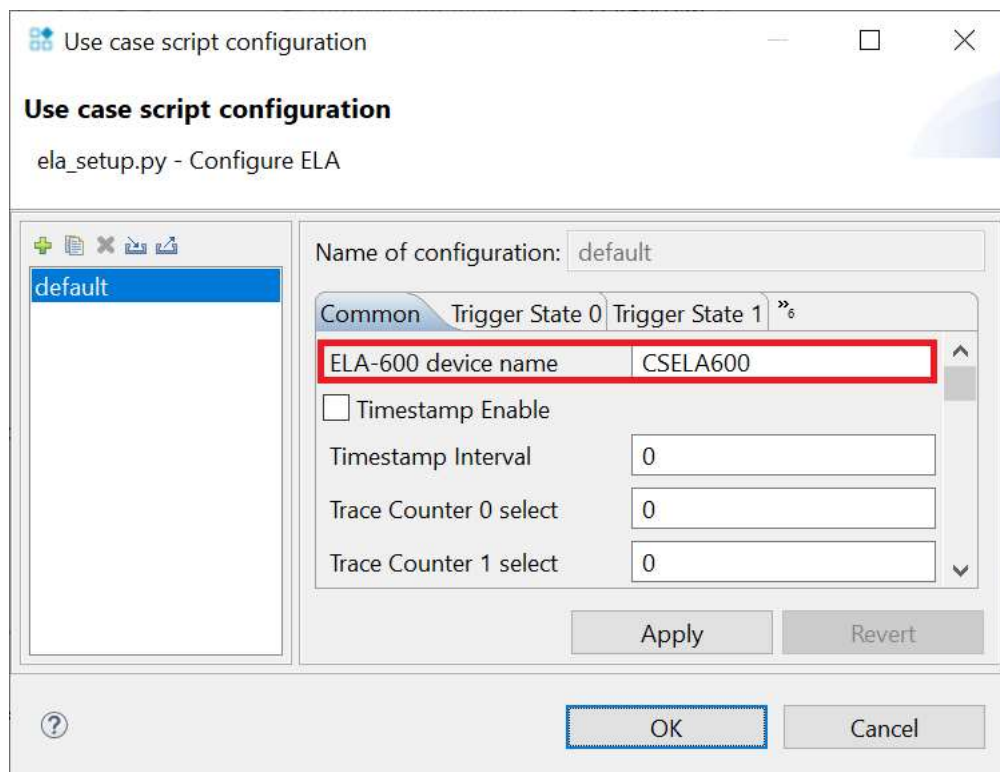 Use case script configuration
Use case script configuration
ela_setup.py - Configure ELA
default
Name of configuration: default
Common Trigger State 0 Trigger State 1 »6
ELA-600 device name CSELA600
Timestamp Enable
Timestamp Interval 0
Trace Counter 0 select 0
Trace Counter 1 select 0
Apply Revert
? OK Cancel